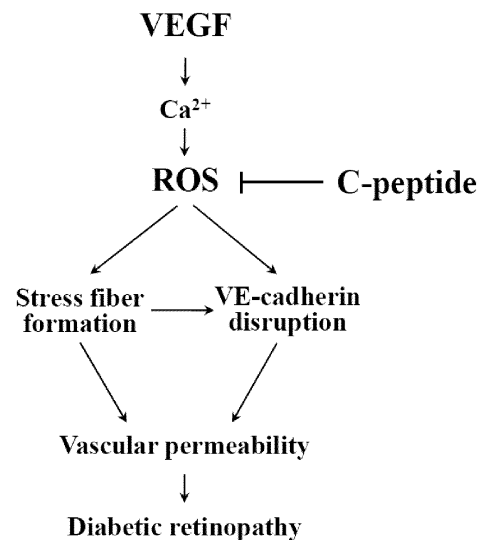 VEGF
Ca²⁺
ROS
C-peptide
Stress fiber
formation
VE-cadherin
disruption
Vascular permeability
Diabetic retinopathy